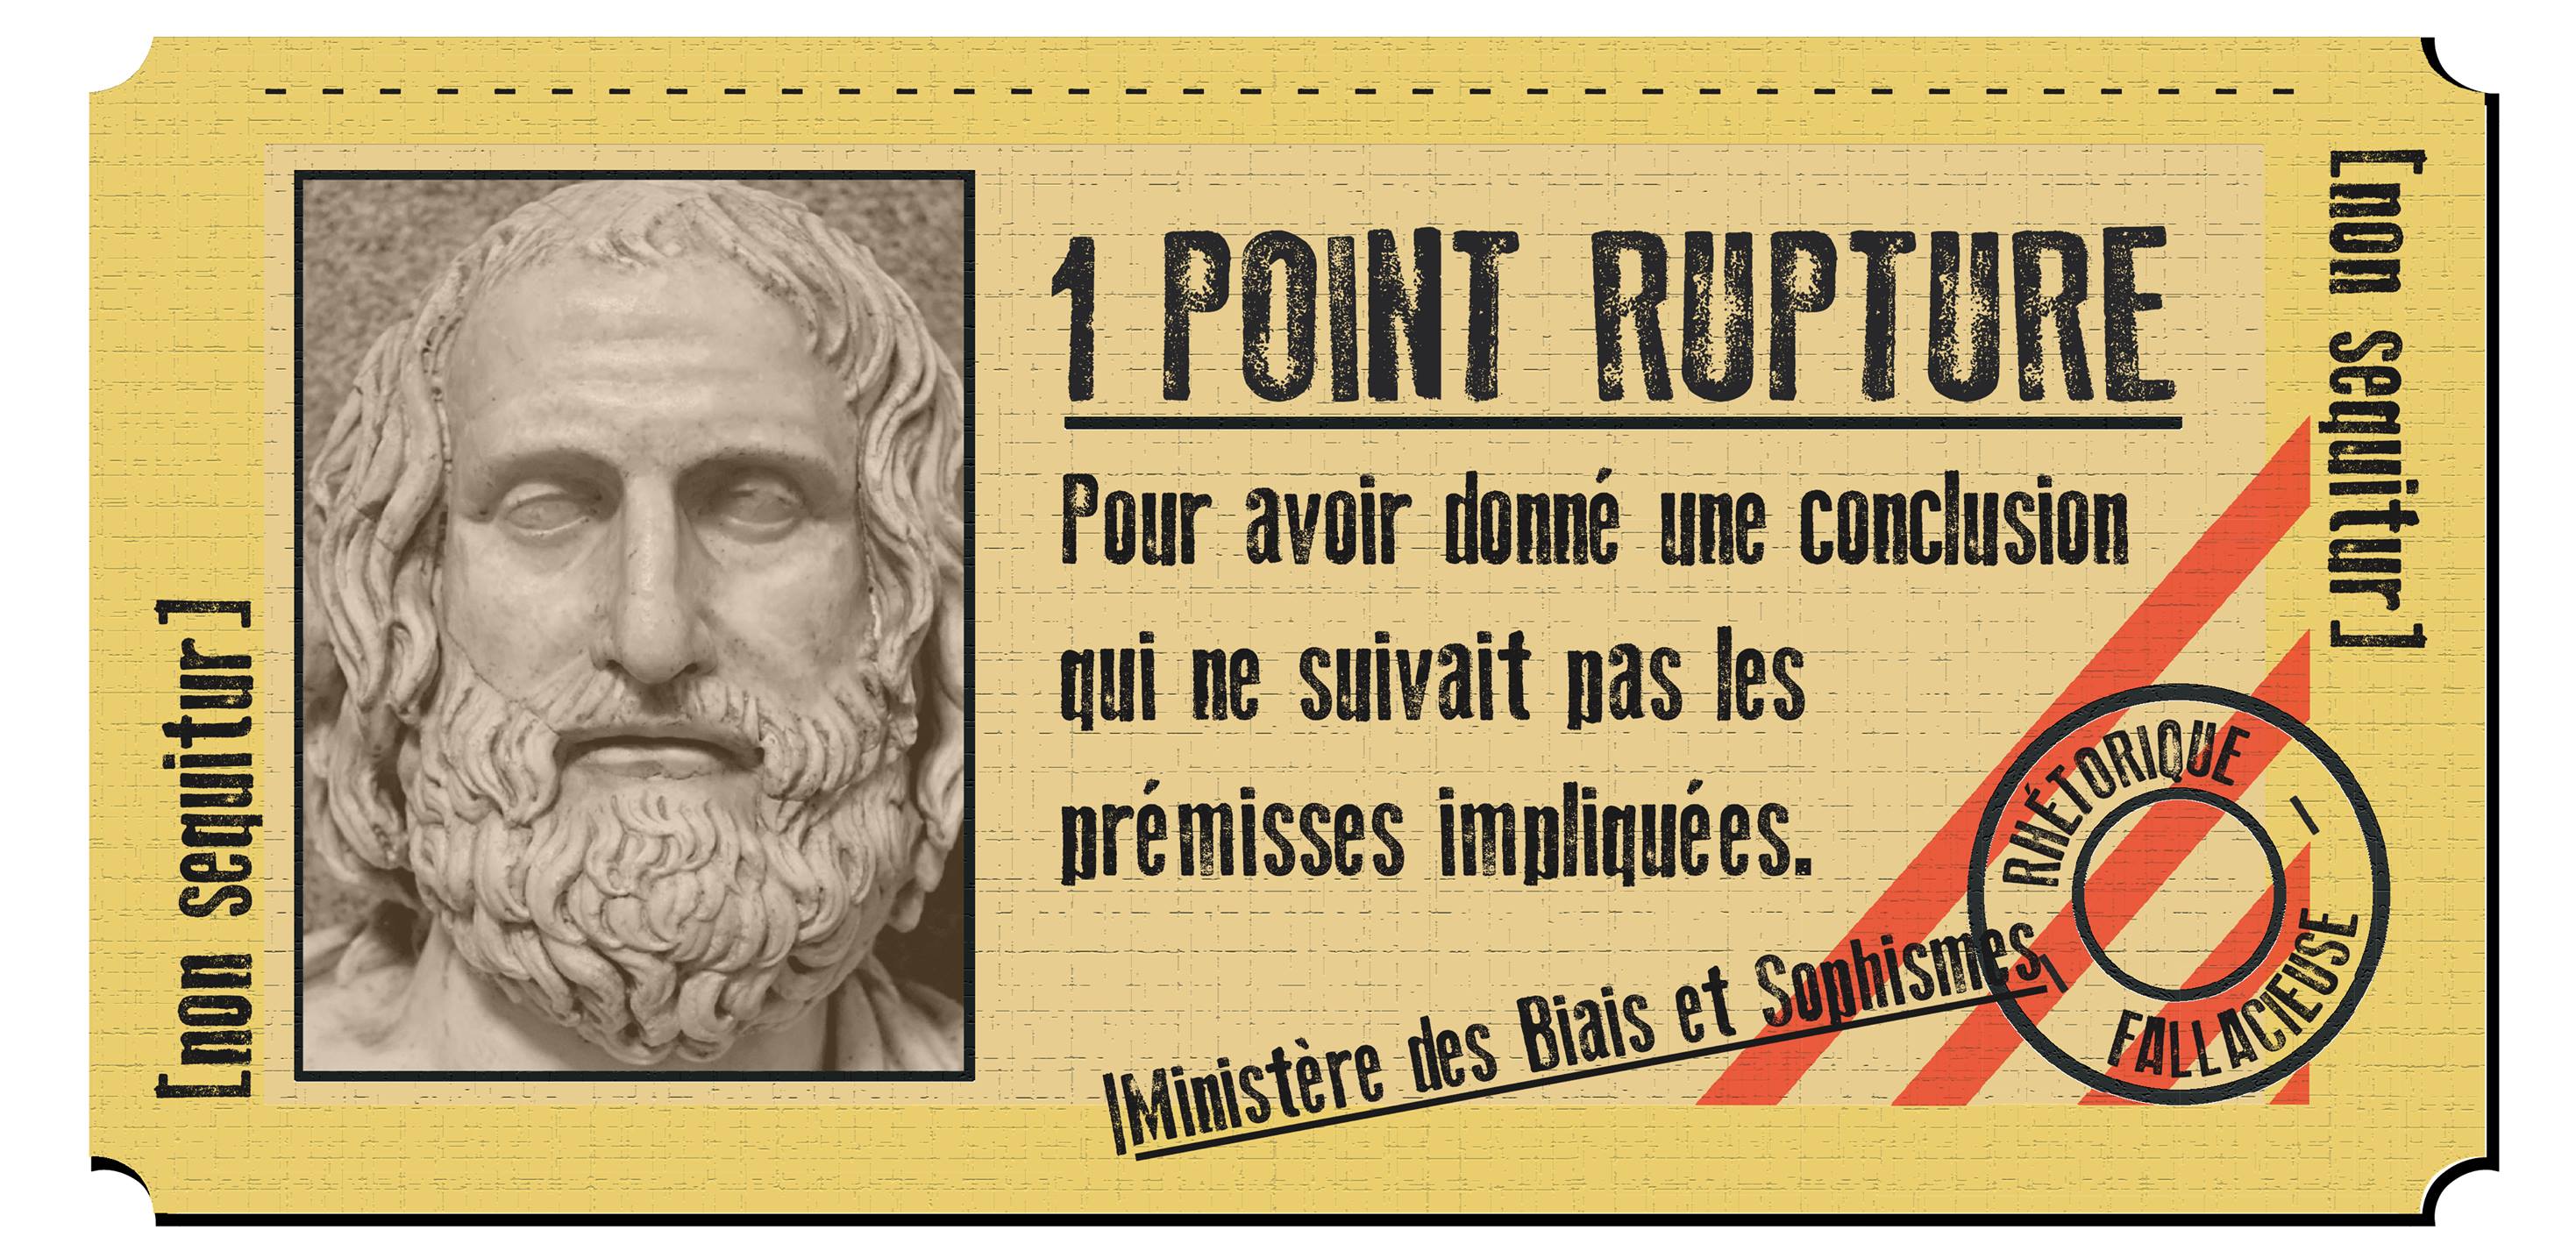 [non sequitur]
1 POINT RUPTURE
Pour avoir donné une conclusion
qui ne suivait pas les
prémisses impliquées.
|Ministère des Biais et Sophismes\
RHÉTORIQUE
FALLACIEUSE
[non sequitur]